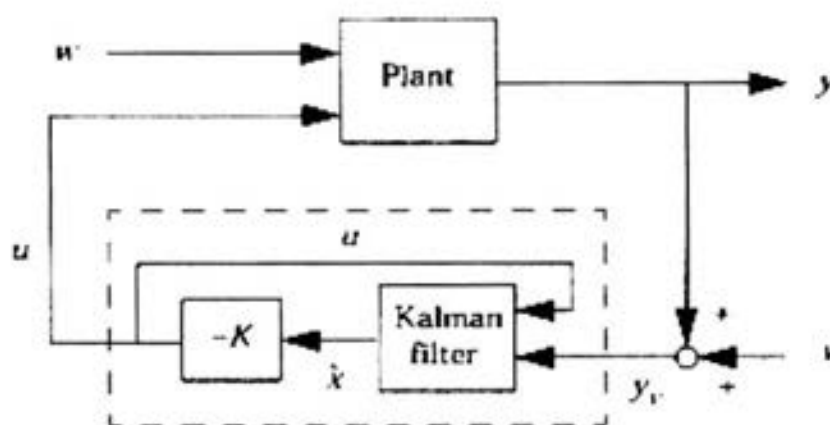 w
Plant
y
u
u
-K
Kalman
filter
x̂
y_v
+
+
v